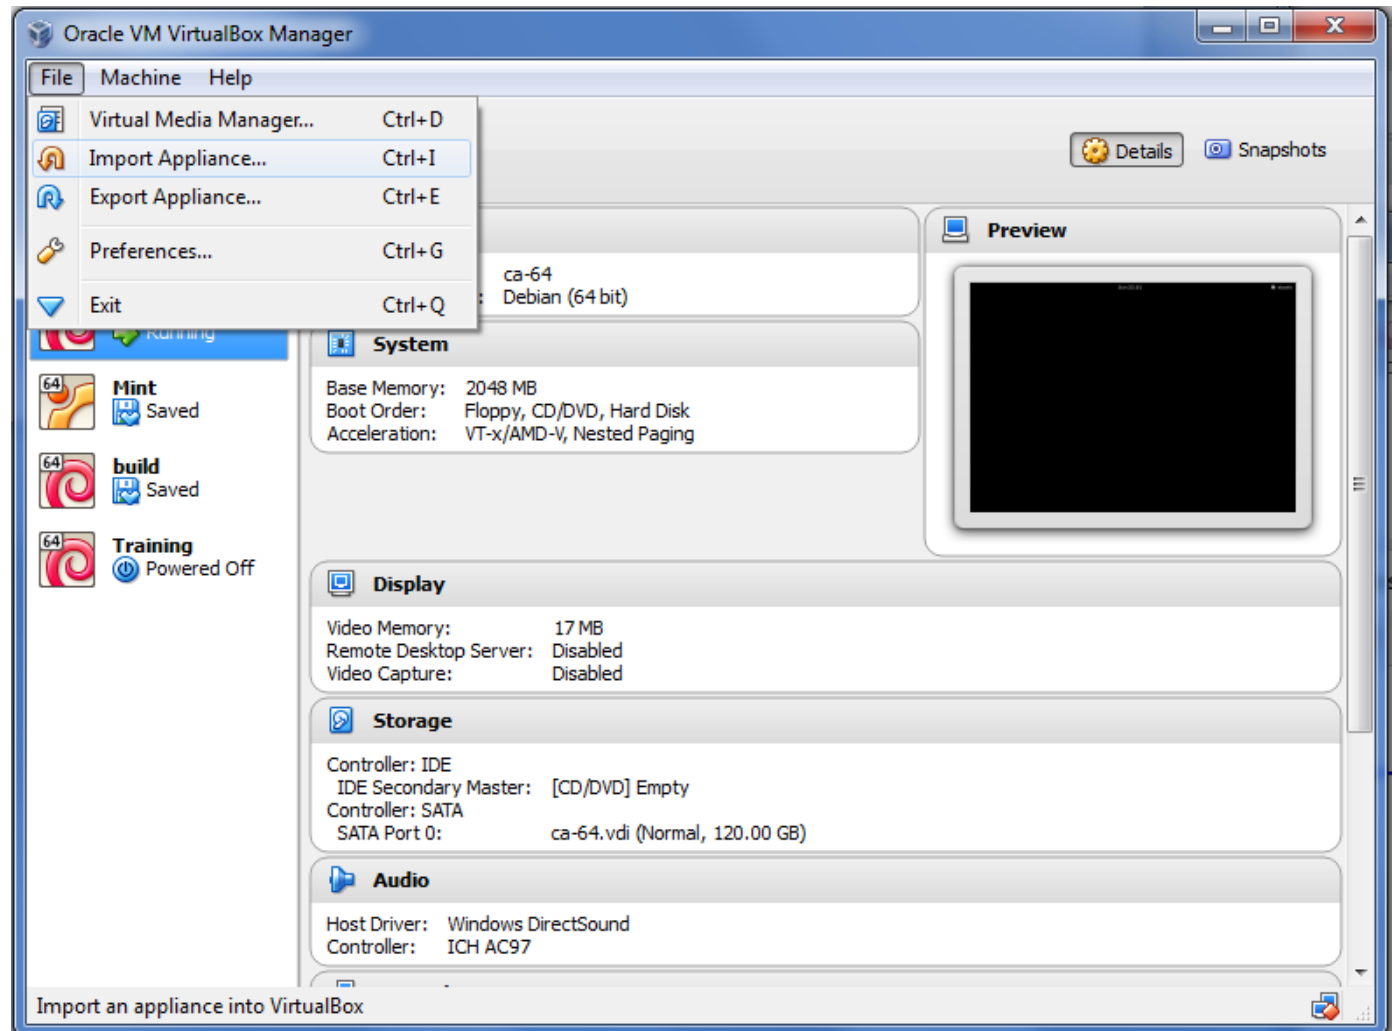 Oracle VM VirtualBox Manager
File Machine Help
Virtual Media Manager... Ctrl+D
Import Appliance... Ctrl+I
Export Appliance... Ctrl+E
Preferences... Ctrl+G
Exit Ctrl+Q
Details Snapshots
Running
64 Mint
Saved
64 build
Saved
64 Training
Powered Off
ca-64
: Debian (64 bit)
System
Base Memory: 2048 MB
Boot Order: Floppy, CD/DVD, Hard Disk
Acceleration: VT-x/AMD-V, Nested Paging
Preview
Display
Video Memory: 17 MB
Remote Desktop Server: Disabled
Video Capture: Disabled
Storage
Controller: IDE
IDE Secondary Master: [CD/DVD] Empty
Controller: SATA
SATA Port 0: ca-64.vdi (Normal, 120.00 GB)
Audio
Host Driver: Windows DirectSound
Controller: ICH AC97
Import an appliance into VirtualBox